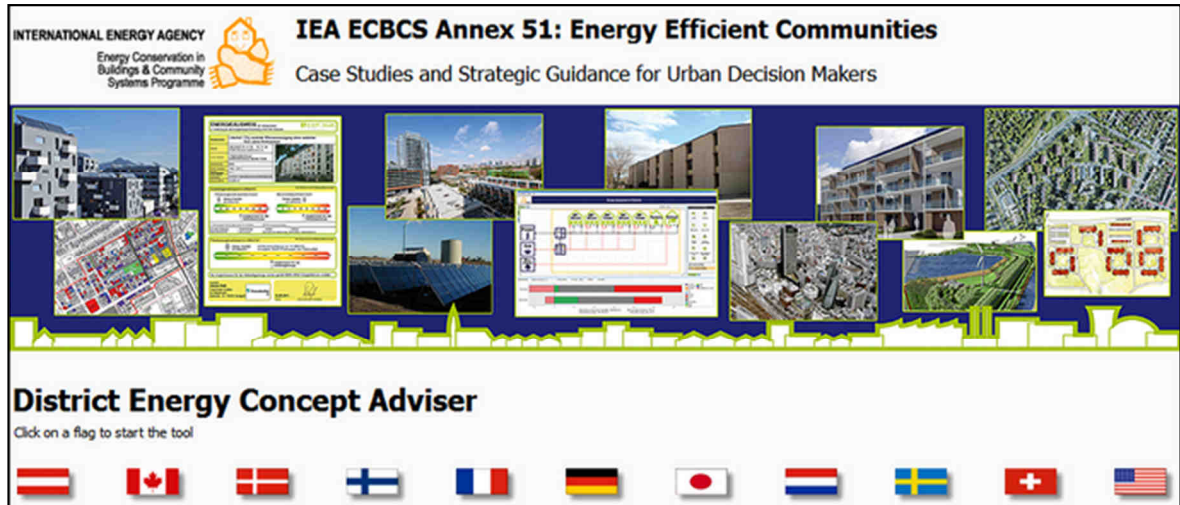 INTERNATIONAL ENERGY AGENCY
Energy Conservation in
Buildings & Community
Systems Programme
IEA ECBCS Annex 51: Energy Efficient Communities
Case Studies and Strategic Guidance for Urban Decision Makers
District Energy Concept Adviser
Click on a flag to start the tool